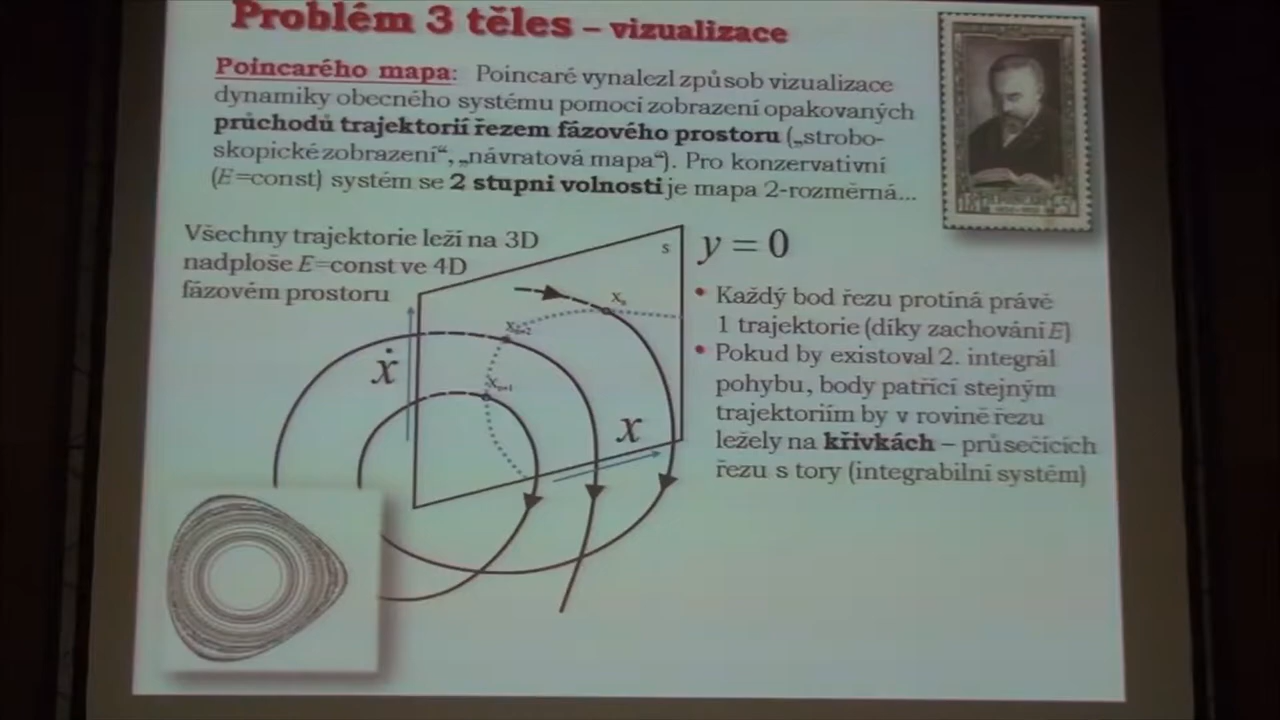 Problém 3 těles – vizualizace
Poincarého mapa: Poincaré vynalezl způsob vizualizace
dynamiky obecného systému pomocí zobrazení opakovaných
průchodů trajektorií řezem fázového prostoru („strobo-
skopické zobrazení“, „návratová mapa“). Pro konzervativní
(E=const) systém se 2 stupni volnosti je mapa 2-rozměrná...
Všechny trajektorie leží na 3D
nadploše E=const ve 4D
fázovém prostoru
s
y = 0
ẋ
x
• Každý bod řezu protíná právě
1 trajektorie (díky zachování E)
• Pokud by existoval 2. integrál
pohybu, body patřící stejným
trajektoriím by v rovině řezu
ležely na křivkách – průsečících
řezu s tory (integrabilní systém)